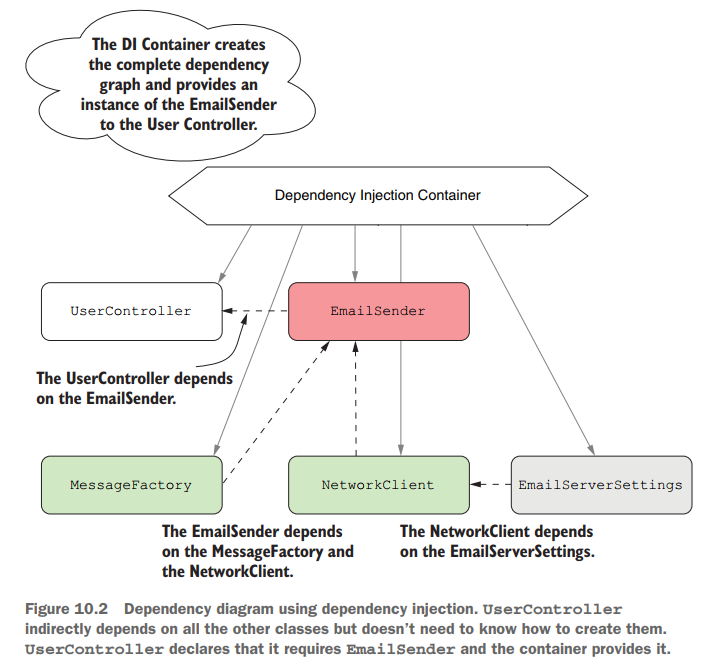 The DI Container creates
the complete dependency
graph and provides an
instance of the EmailSender
to the User Controller.
Dependency Injection Container
UserController
EmailSender
The UserController depends
on the EmailSender.
MessageFactory
NetworkClient
EmailServerSettings
The EmailSender depends
on the MessageFactory and
the NetworkClient.
The NetworkClient depends
on the EmailServerSettings.
Figure 10.2 Dependency diagram using dependency injection. UserController
indirectly depends on all the other classes but doesn't need to know how to create them.
UserController declares that it requires EmailSender and the container provides it.